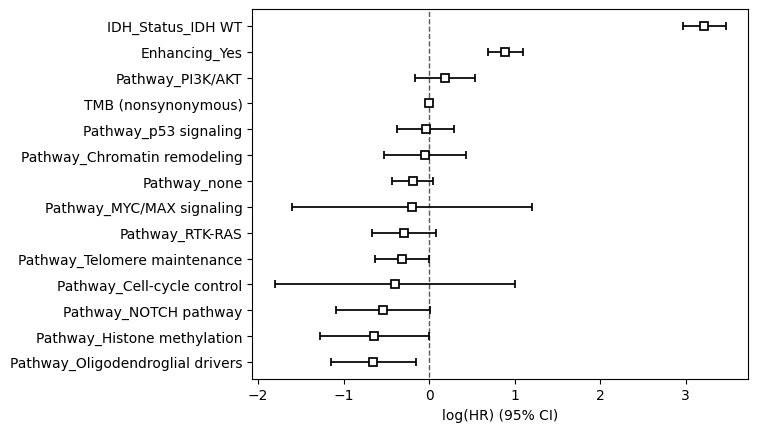 IDH_Status_IDH WT
Enhancing_Yes
Pathway_PI3K/AKT
TMB (nonsynonymous)
Pathway_p53 signaling
Pathway_Chromatin remodeling
Pathway_none
Pathway_MYC/MAX signaling
Pathway_RTK-RAS
Pathway_Telomere maintenance
Pathway_Cell-cycle control
Pathway_NOTCH pathway
Pathway_Histone methylation
Pathway_Oligodendroglial drivers
−2 −1 0 1 2 3
log(HR) (95% CI)